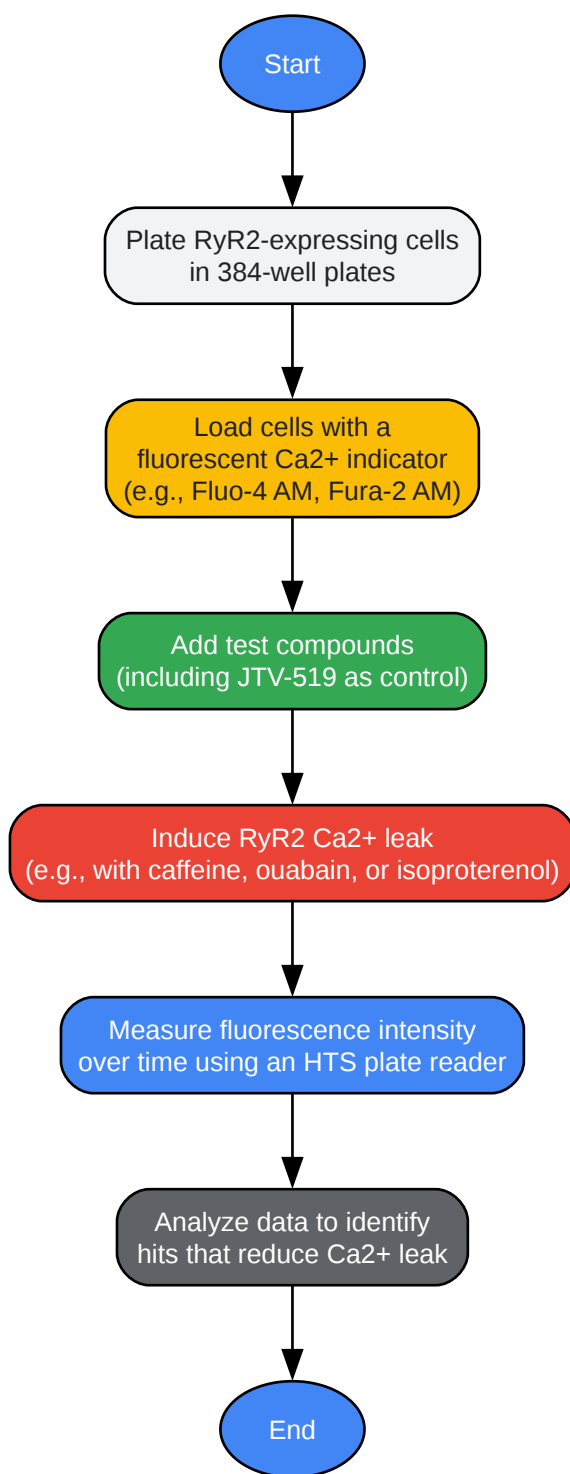 Start
Plate RyR2-expressing cells
in 384-well plates
Load cells with a
fluorescent Ca2+ indicator
(e.g., Fluo-4 AM, Fura-2 AM)
Add test compounds
(including JTV-519 as control)
Induce RyR2 Ca2+ leak
(e.g., with caffeine, ouabain, or isoproterenol)
Measure fluorescence intensity
over time using an HTS plate reader
Analyze data to identify
hits that reduce Ca2+ leak
End